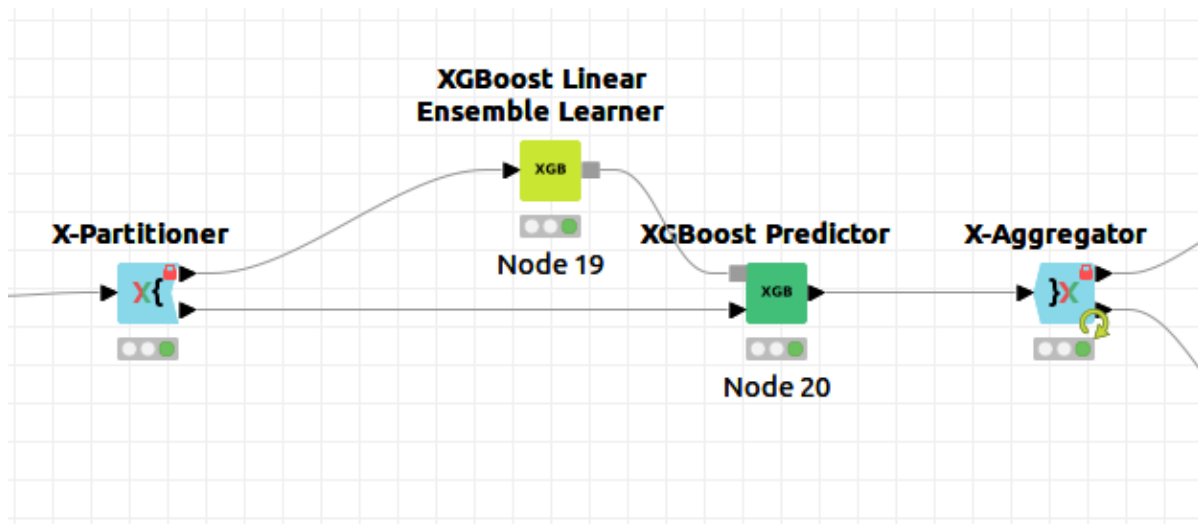 XGBoost Linear
Ensemble Learner
XGB
Node 19
X-Partitioner
X{
XGBoost Predictor
XGB
Node 20
X-Aggregator
}X